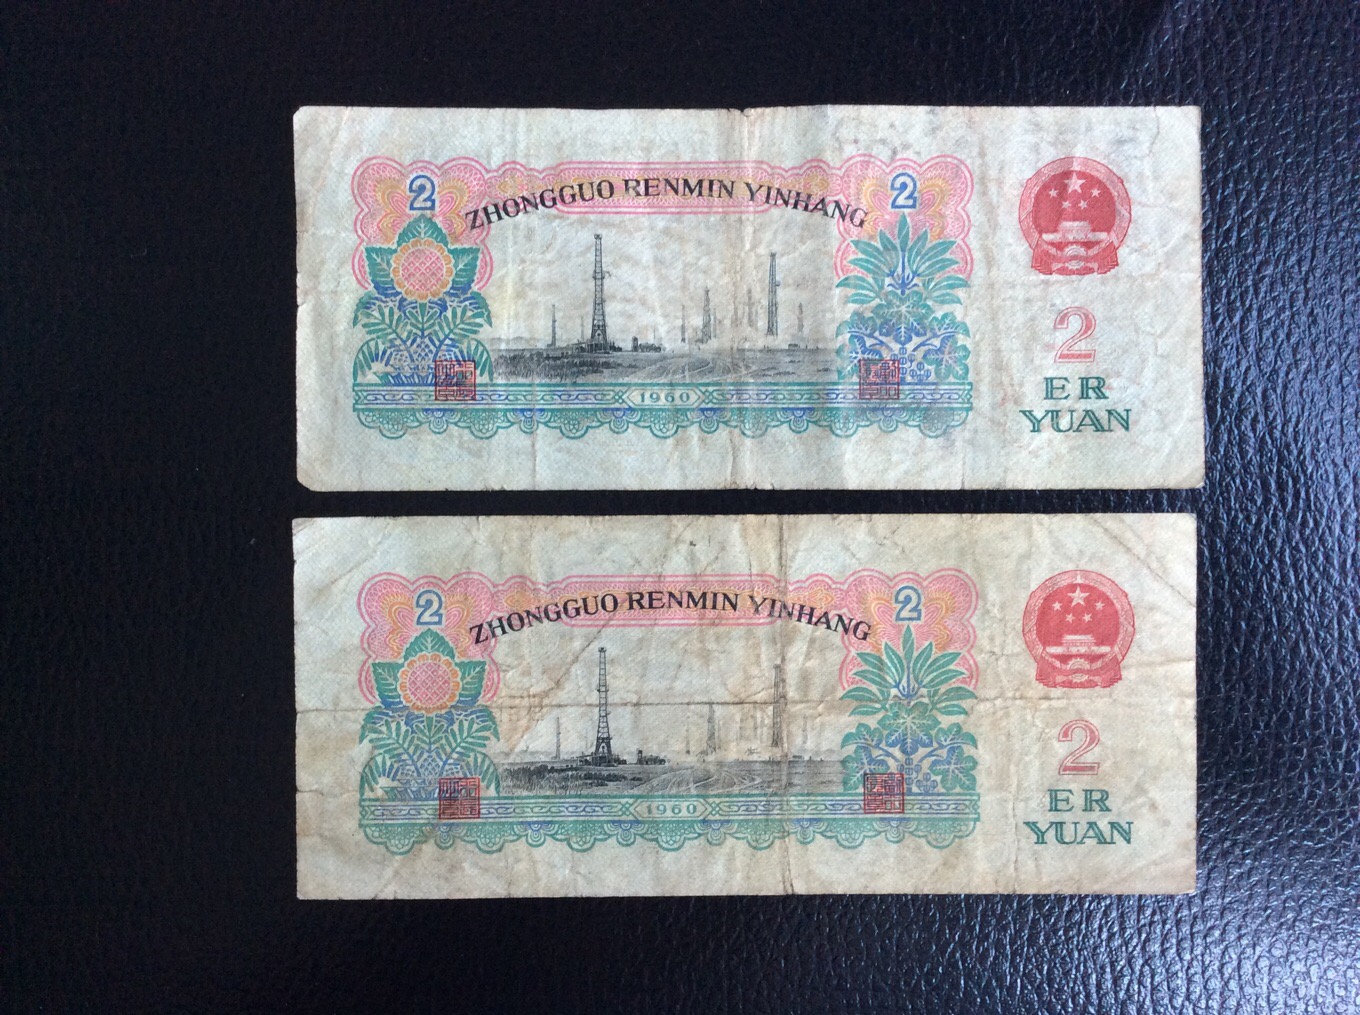 2 ZHONGGUO RENMIN YINHANG 2
2
ER
YUAN
1960
2 ZHONGGUO RENMIN YINHANG 2
2
ER
YUAN
1960